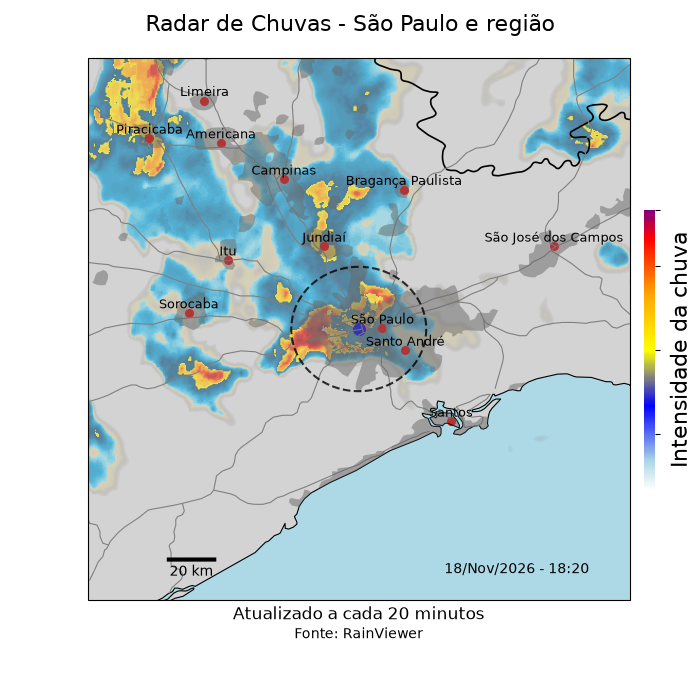 Radar de Chuvas - São Paulo e região
Limeira
Piracicaba
Americana
Campinas
Bragança Paulista
Jundiaí
São José dos Campos
Itu
Sorocaba
São Paulo
Santo André
Santos
Intensidade da chuva
20 km
18/Nov/2026 - 18:20
Atualizado a cada 20 minutos
Fonte: RainViewer